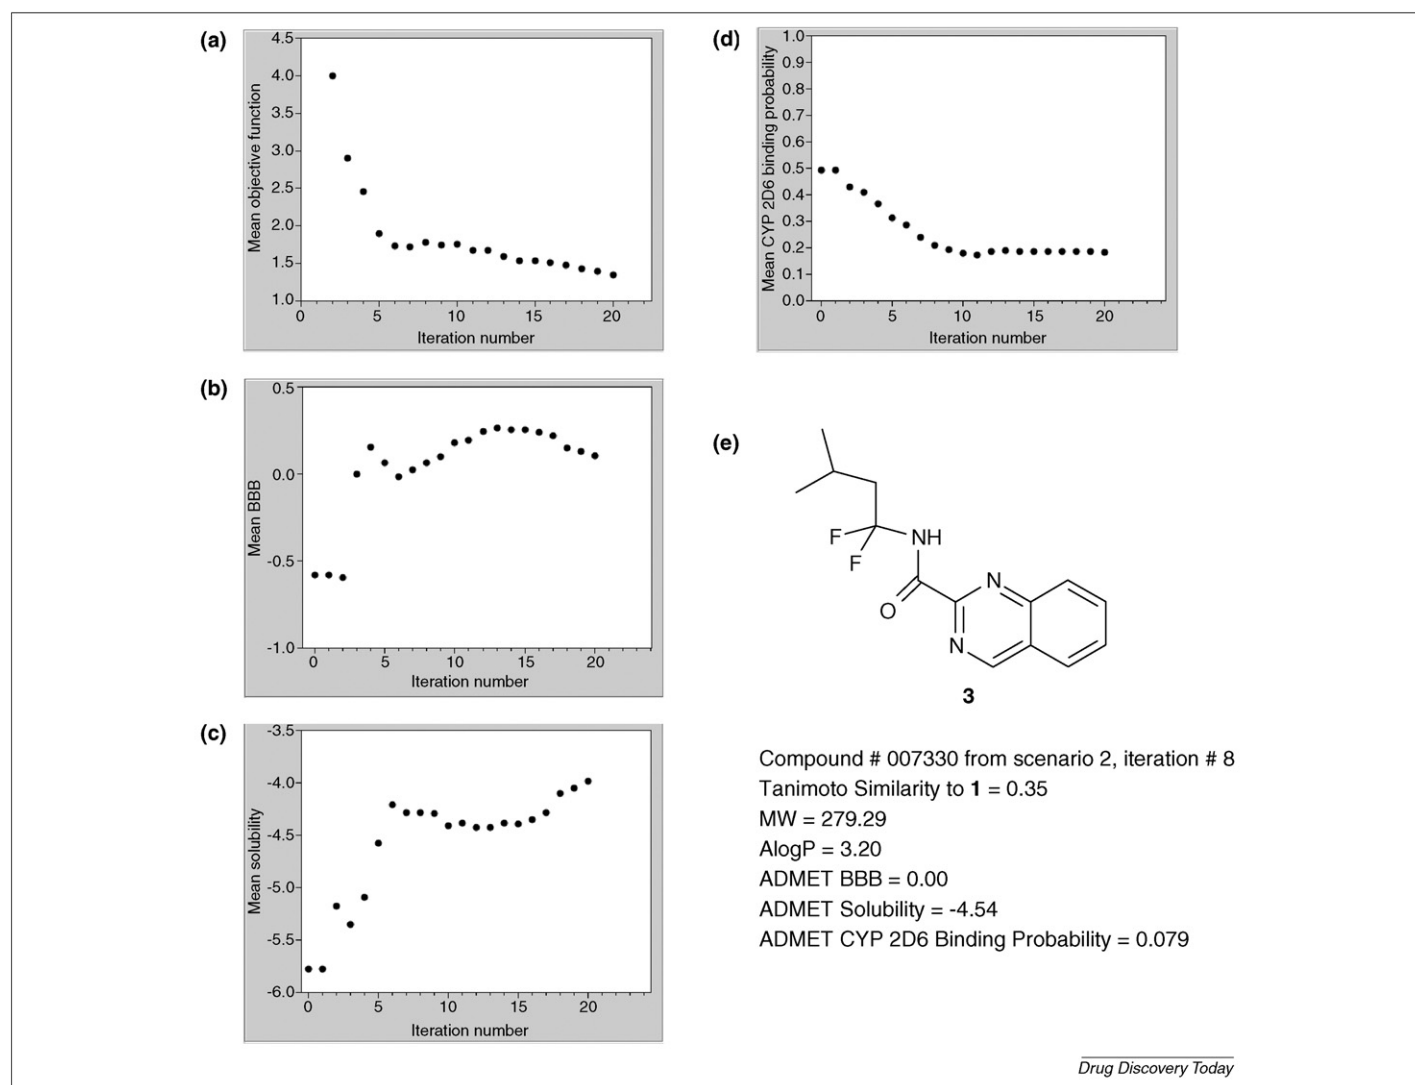 (a)
Mean objective function
4.5
4.0
3.5
3.0
2.5
2.0
1.5
1.0
0 5 10 15 20
Iteration number
(b)
Mean BBB
0.5
0.0
-0.5
-1.0
0 5 10 15 20
Iteration number
(c)
Mean solubility
-3.5
-4.0
-4.5
-5.0
-5.5
-6.0
0 5 10 15 20
Iteration number
(d)
Mean CYP 2D6 binding probability
1.0
0.9
0.8
0.7
0.6
0.5
0.4
0.3
0.2
0.1
0.0
0 5 10 15 20
Iteration number
(e)
F
NH
F
N
O
N
3
Compound # 007330 from scenario 2, iteration # 8
Tanimoto Similarity to 1 = 0.35
MW = 279.29
AlogP = 3.20
ADMET BBB = 0.00
ADMET Solubility = -4.54
ADMET CYP 2D6 Binding Probability = 0.079
Drug Discovery Today